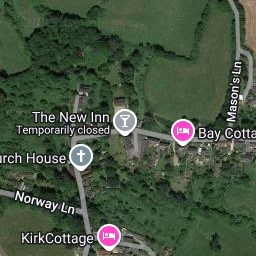 The New Inn
Temporarily closed
Bay Cotta
Mason's Ln
urch House
Norway Ln
KirkCottage